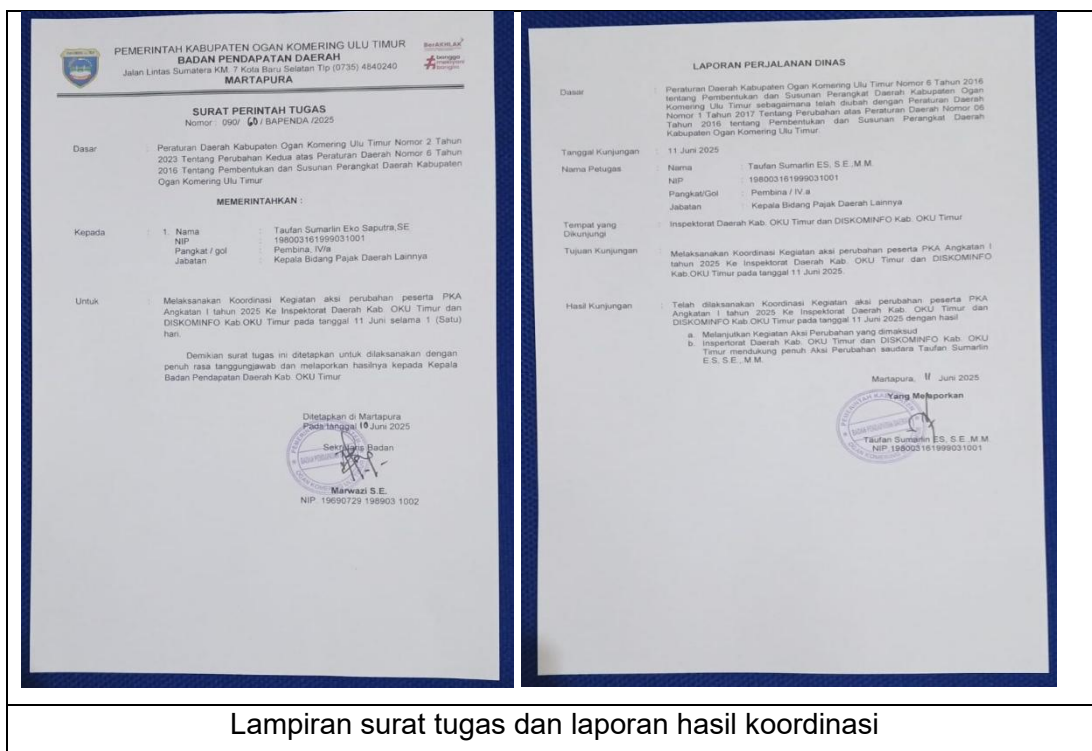 PEMERINTAH KABUPATEN OGAN KOMERING ULU TIMUR
BADAN PENDAPATAN DAERAH
Jalan Lintas Sumatera KM. 7 Kota Baru Selatan Tlp (0735) 4840240
MARTAPURA
BerAKHLAK
bangga
melayani
bangsa
SURAT PERINTAH TUGAS
Nomor : 090/ 60 / BAPENDA /2025
Dasar : Peraturan Daerah Kabupaten Ogan Komering Ulu Timur Nomor 2 Tahun
2023 Tentang Perubahan Kedua atas Peraturan Daerah Nomor 6 Tahun
2016 Tentang Pembentukan dan Susunan Perangkat Daerah Kabupaten
Ogan Komering Ulu Timur
MEMERINTAHKAN :
Kepada : 1. Nama : Taufan Sumarlin Eko Saputra,SE
NIP : 198003161999031001
Pangkat / gol : Pembina, IV/a
Jabatan : Kepala Bidang Pajak Daerah Lainnya
Untuk : Melaksanakan Koordinasi Kegiatan aksi perubahan peserta PKA
Angkatan I tahun 2025 Ke Inspektorat Daerah Kab. OKU Timur dan
DISKOMINFO Kab.OKU Timur pada tanggal 11 Juni selama 1 (Satu)
hari.
Demikian surat tugas ini ditetapkan untuk dilaksanakan dengan
penuh rasa tanggungjawab dan melaporkan hasilnya kepada Kepala
Badan Pendapatan Daerah Kab. OKU Timur
Ditetapkan di Martapura
Pada tanggal 10 Juni 2025
Sekretaris Badan
Marwazi S.E.
NIP. 19690729 198903 1002
LAPORAN PERJALANAN DINAS
Dasar : Peraturan Daerah Kabupaten Ogan Komering Ulu Timur Nomor 6 Tahun 2016
tentang Pembentukan dan Susunan Perangkat Daerah Kabupaten Ogan
Komering Ulu Timur sebagaimana telah diubah dengan Peraturan Daerah
Nomor 1 Tahun 2017 Tentang Perubahan atas Peraturan Daerah Nomor 06
Tahun 2016 tentang Pembentukan dan Susunan Perangkat Daerah
Kabupaten Ogan Komering Ulu Timur.
Tanggal Kunjungan : 11 Juni 2025
Nama Petugas : Nama : Taufan Sumarlin ES, S.E.,M.M.
NIP : 198003161999031001
Pangkat/Gol : Pembina / IV.a
Jabatan : Kepala Bidang Pajak Daerah Lainnya
Tempat yang : Inspektorat Daerah Kab. OKU Timur dan DISKOMINFO Kab. OKU Timur
Dikunjungi
Tujuan Kunjungan : Melaksanakan Koordinasi Kegiatan aksi perubahan peserta PKA Angkatan I
tahun 2025 Ke Inspektorat Daerah Kab. OKU Timur dan DISKOMINFO
Kab.OKU Timur pada tanggal 11 Juni 2025.
Hasil Kunjungan : Telah dilaksanakan Koordinasi Kegiatan aksi perubahan peserta PKA
Angkatan I tahun 2025 Ke Inspektorat Daerah Kab. OKU Timur dan
DISKOMINFO Kab.OKU Timur pada tanggal 11 Juni 2025 dengan hasil
a. Melanjulkan Kegiatan Aksi Perubahan yang dimaksud
b. Inspertorat Daerah Kab. OKU Timur dan DISKOMINFO Kab. OKU
Timur mendukung penuh Aksi Perubahan saudara Taufan Sumarlin
E.S, S.E., M.M.
Martapura, 11 Juni 2025
Yang Melaporkan
Taufan Sumarlin ES, S.E.,M.M
NIP.198003161999031001
Lampiran surat tugas dan laporan hasil koordinasi